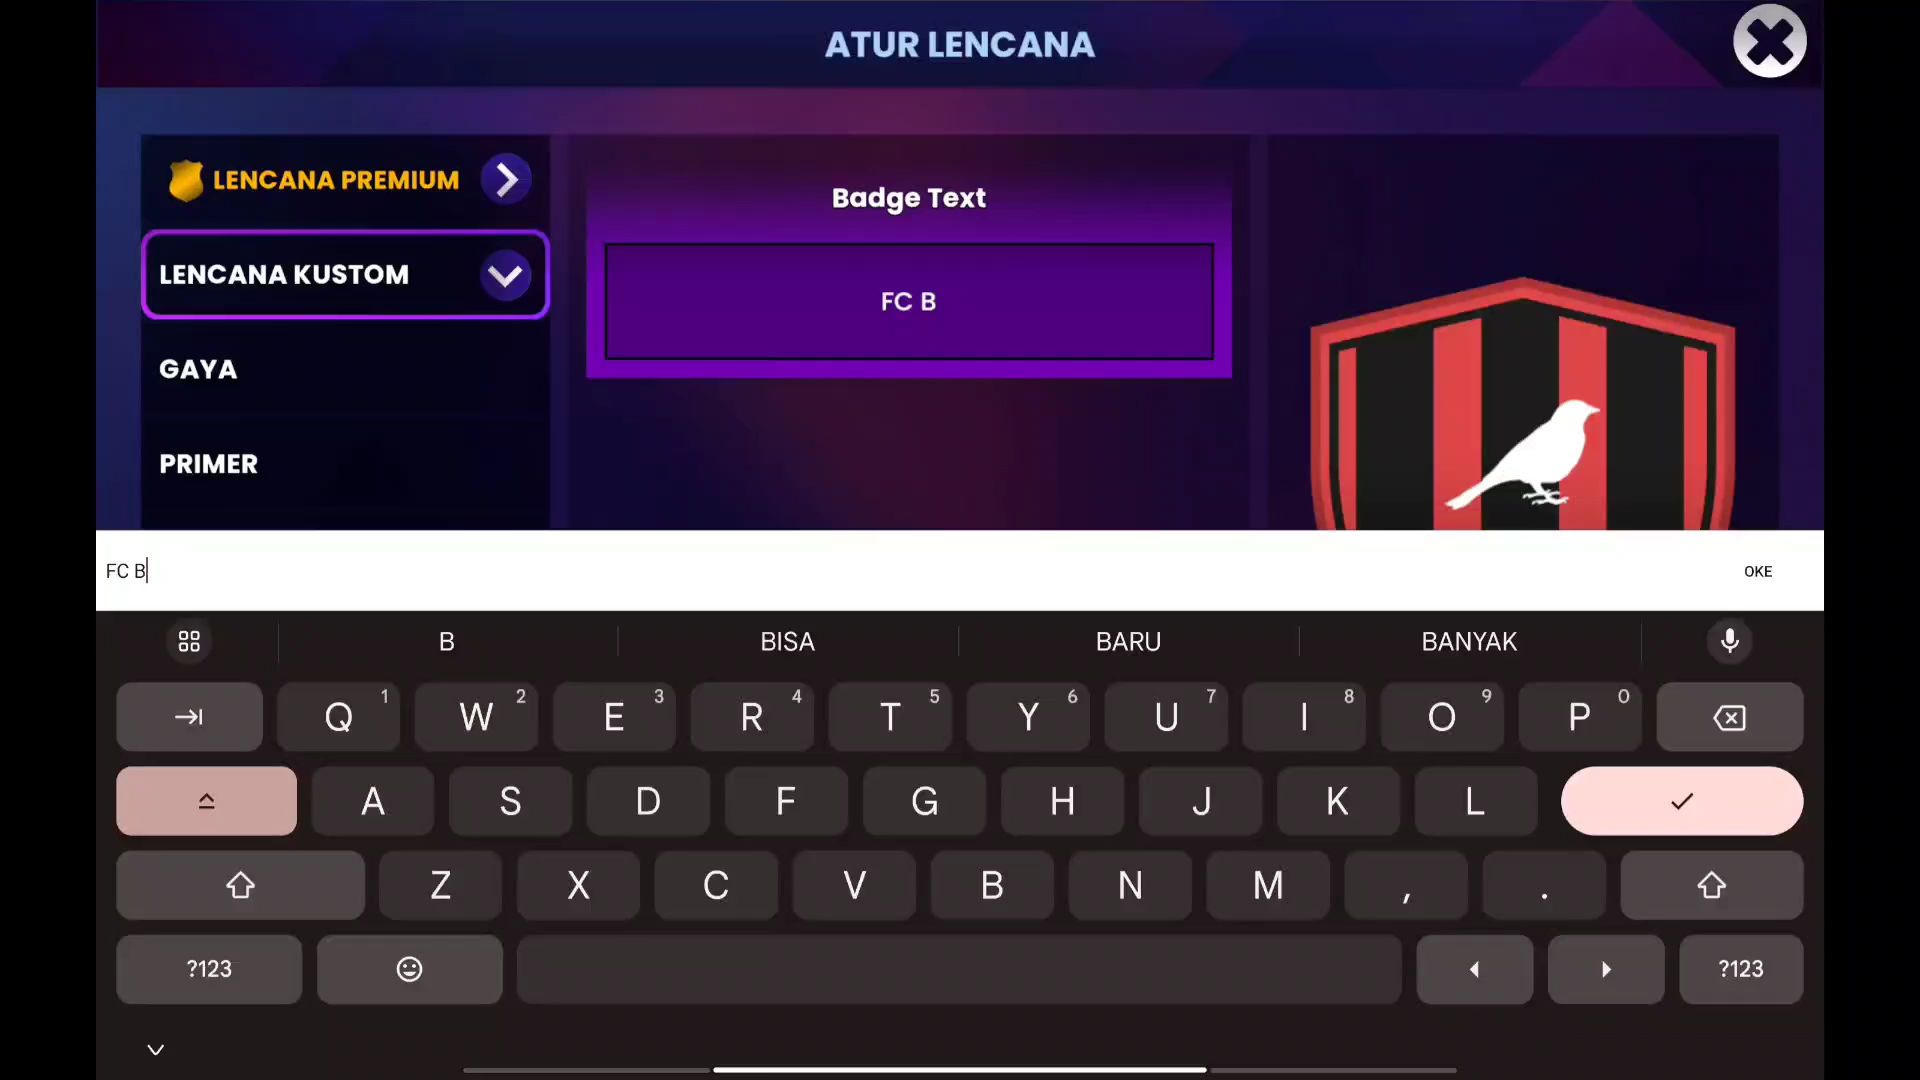 ATUR LENCANA
LENCANA PREMIUM
LENCANA KUSTOM
GAYA
PRIMER
Badge Text
FC B
FC B
OKE
B BISA BARU BANYAK
Q 1 W 2 E 3 R 4 T 5 Y 6 U 7 I 8 O 9 P 0
A S D F G H J K L
Z X C V B N M , .
?123 ?123